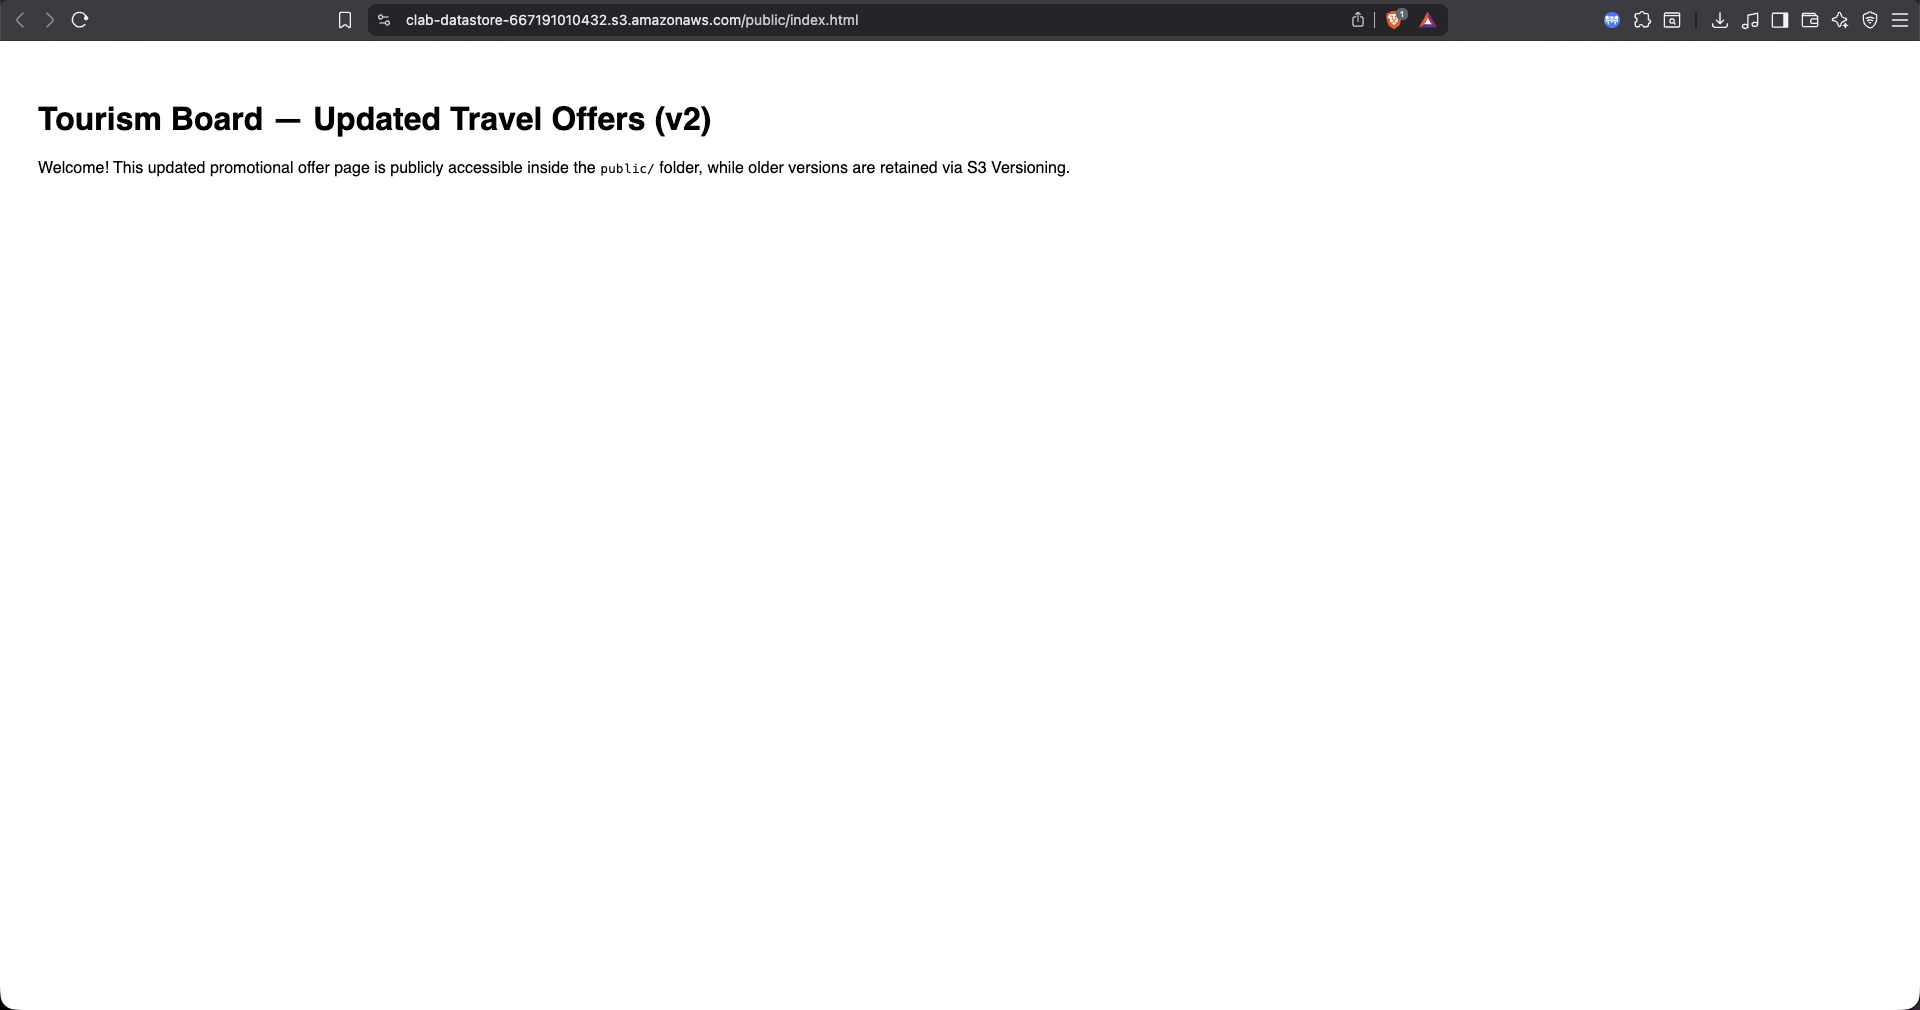 clab-datastore-667191010432.s3.amazonaws.com/public/index.html
1
Tourism Board — Updated Travel Offers (v2)
Welcome! This updated promotional offer page is publicly accessible inside the public/ folder, while older versions are retained via S3 Versioning.